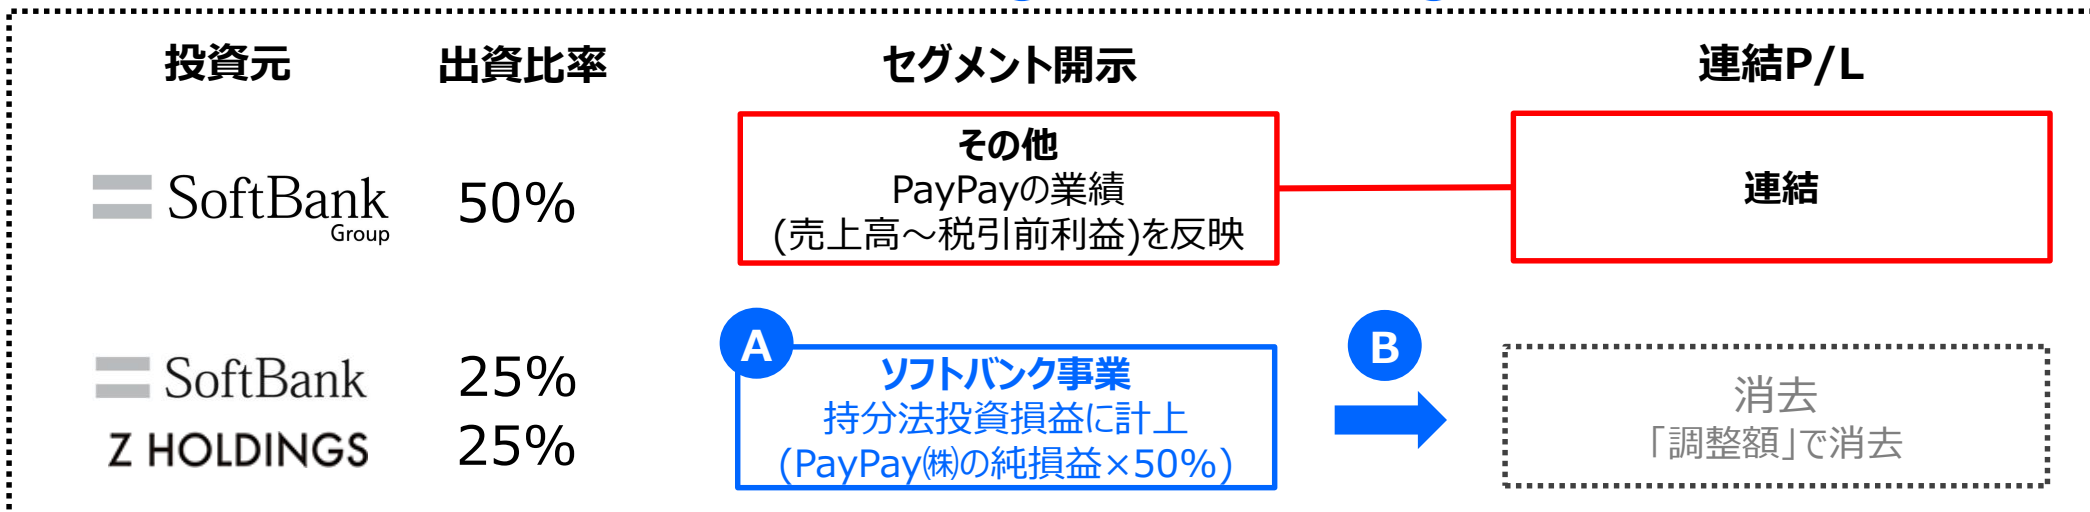 投資元 出資比率 セグメント開示 連結P/L
SoftBank
Group
50%
その他
PayPayの業績
(売上高～税引前利益)を反映
連結
SoftBank 25%
Z HOLDINGS 25%
A
ソフトバンク事業
持分法投資損益に計上
(PayPay㈱の純損益×50%)
B
消去
「調整額」で消去